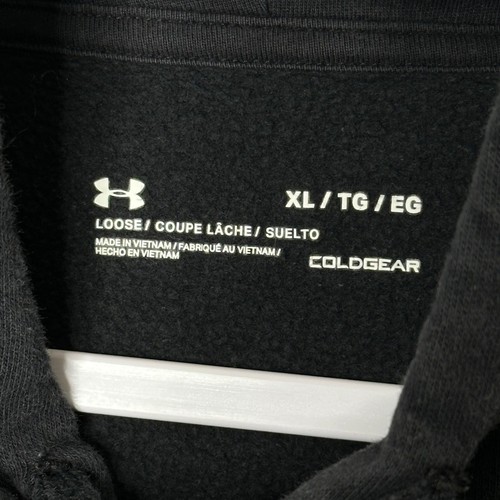 XL / TG / EG
LOOSE / COUPE LÂCHE / SUELTO
MADE IN VIETNAM / FABRIQUÉ AU VIETNAM /
HECHO EN VIETNAM
COLDGEAR